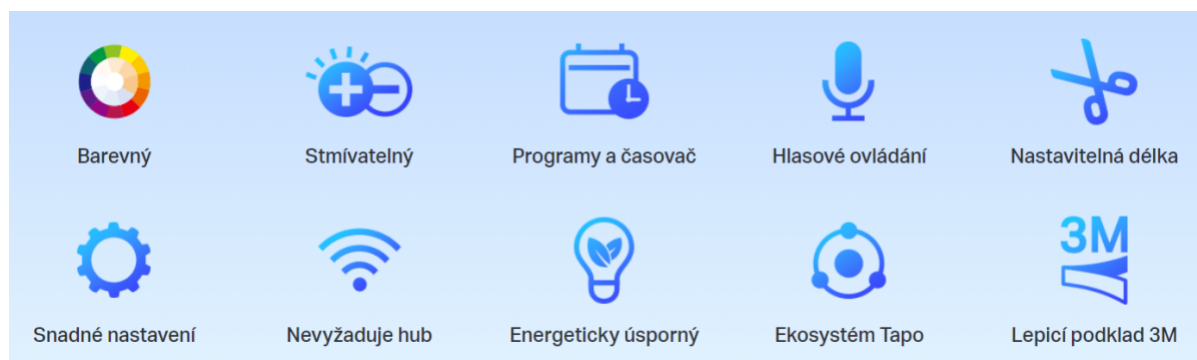 Barevný
Stmívatelný
Programy a časovač
Hlasové ovládání
Nastavitelná délka
3M
Snadné nastavení
Nevyžaduje hub
Energeticky úsporný
Ekosystém Tapo
Lepicí podklad 3M